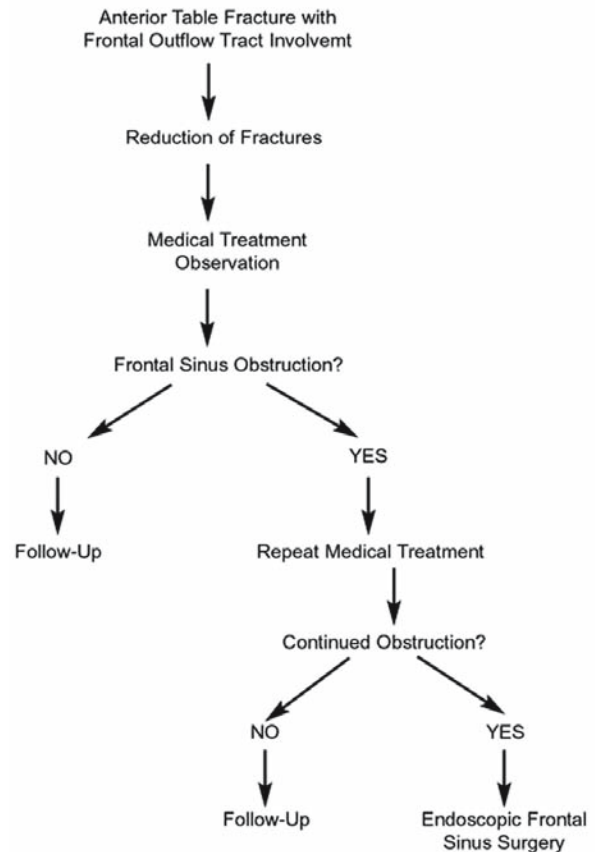 Anterior Table Fracture with
Frontal Outflow Tract Involvemt
Reduction of Fractures
Medical Treatment
Observation
Frontal Sinus Obstruction?
NO
YES
Follow-Up
Repeat Medical Treatment
Continued Obstruction?
NO
YES
Follow-Up
Endoscopic Frontal
Sinus Surgery